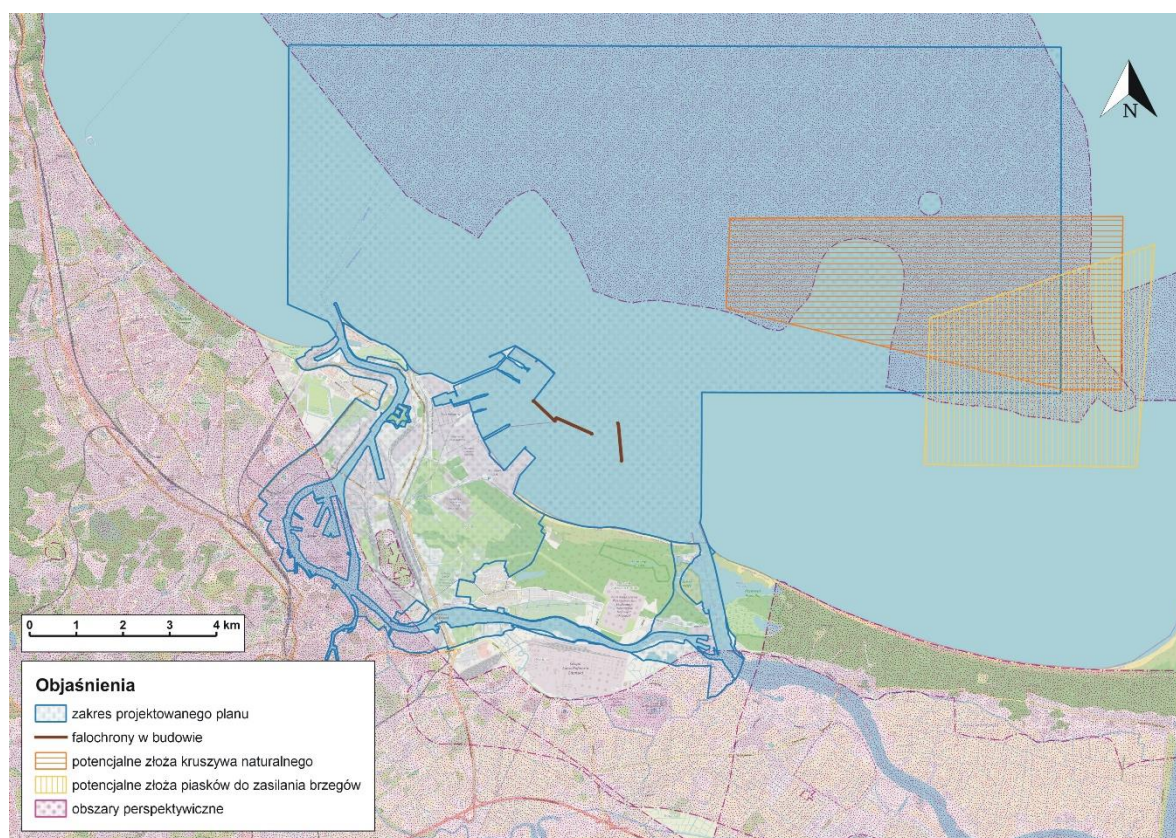 N
0 1 2 3 4 km
Objaśnienia
zakres projektowanego planu
falochrony w budowie
potencjalne złoża kruszywa naturalnego
potencjalne złoża piasków do zasilania brzegów
obszary perspektywiczne